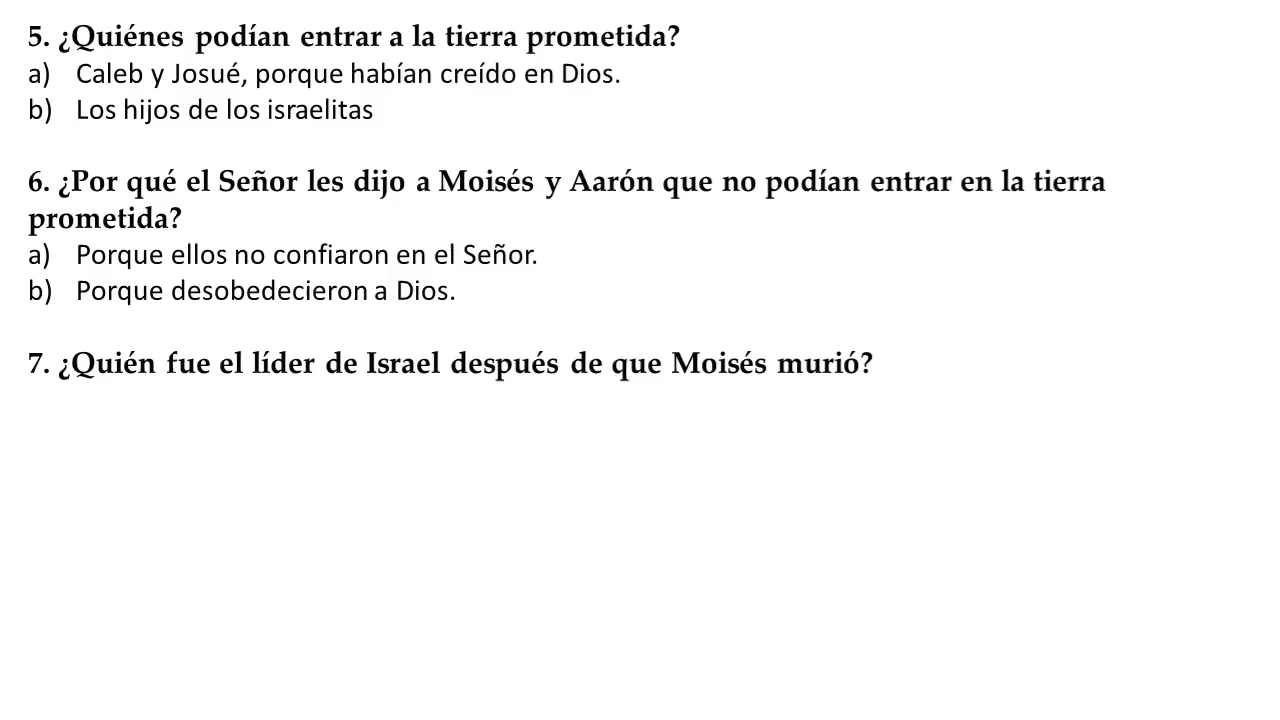 5. ¿Quiénes podían entrar a la tierra prometida?
a) Caleb y Josué, porque habían creído en Dios.
b) Los hijos de los israelitas
6. ¿Por qué el Señor les dijo a Moisés y Aarón que no podían entrar en la tierra
prometida?
a) Porque ellos no confiaron en el Señor.
b) Porque desobedecieron a Dios.
7. ¿Quién fue el líder de Israel después de que Moisés murió?